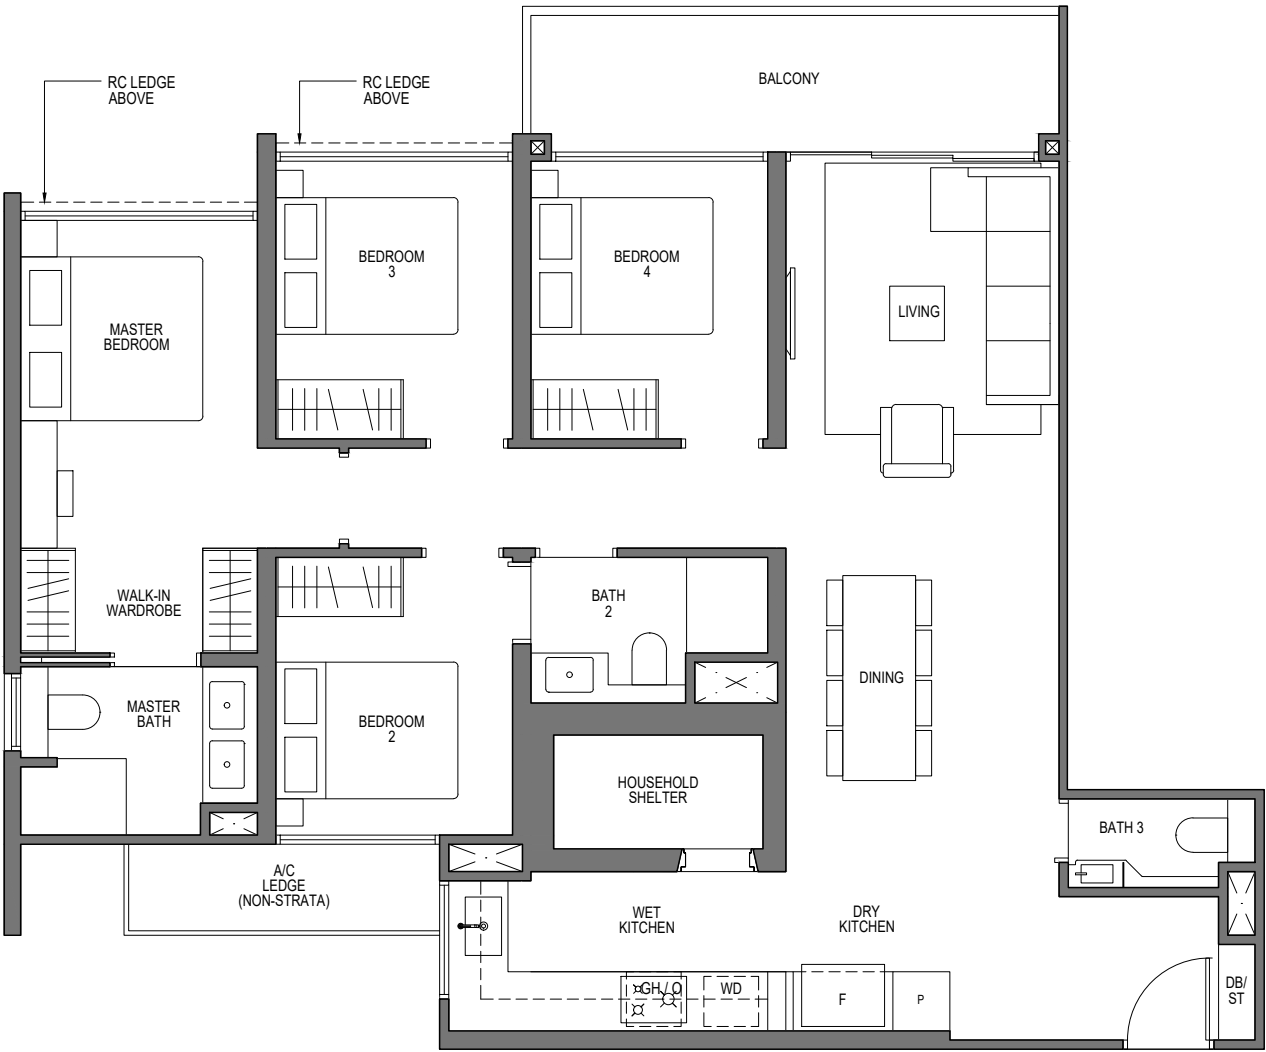 BALCONY
RC LEDGE
ABOVE
RC LEDGE
ABOVE
BEDROOM
3
BEDROOM
4
LIVING
MASTER
BEDROOM
WALK-IN
WARDROBE
BATH
2
DINING
MASTER
BATH
BEDROOM
2
HOUSEHOLD
SHELTER
BATH 3
A/C
LEDGE
(NON-STRATA)
WET
KITCHEN
DRY
KITCHEN
GH / O
WD
F
P
DB/
ST